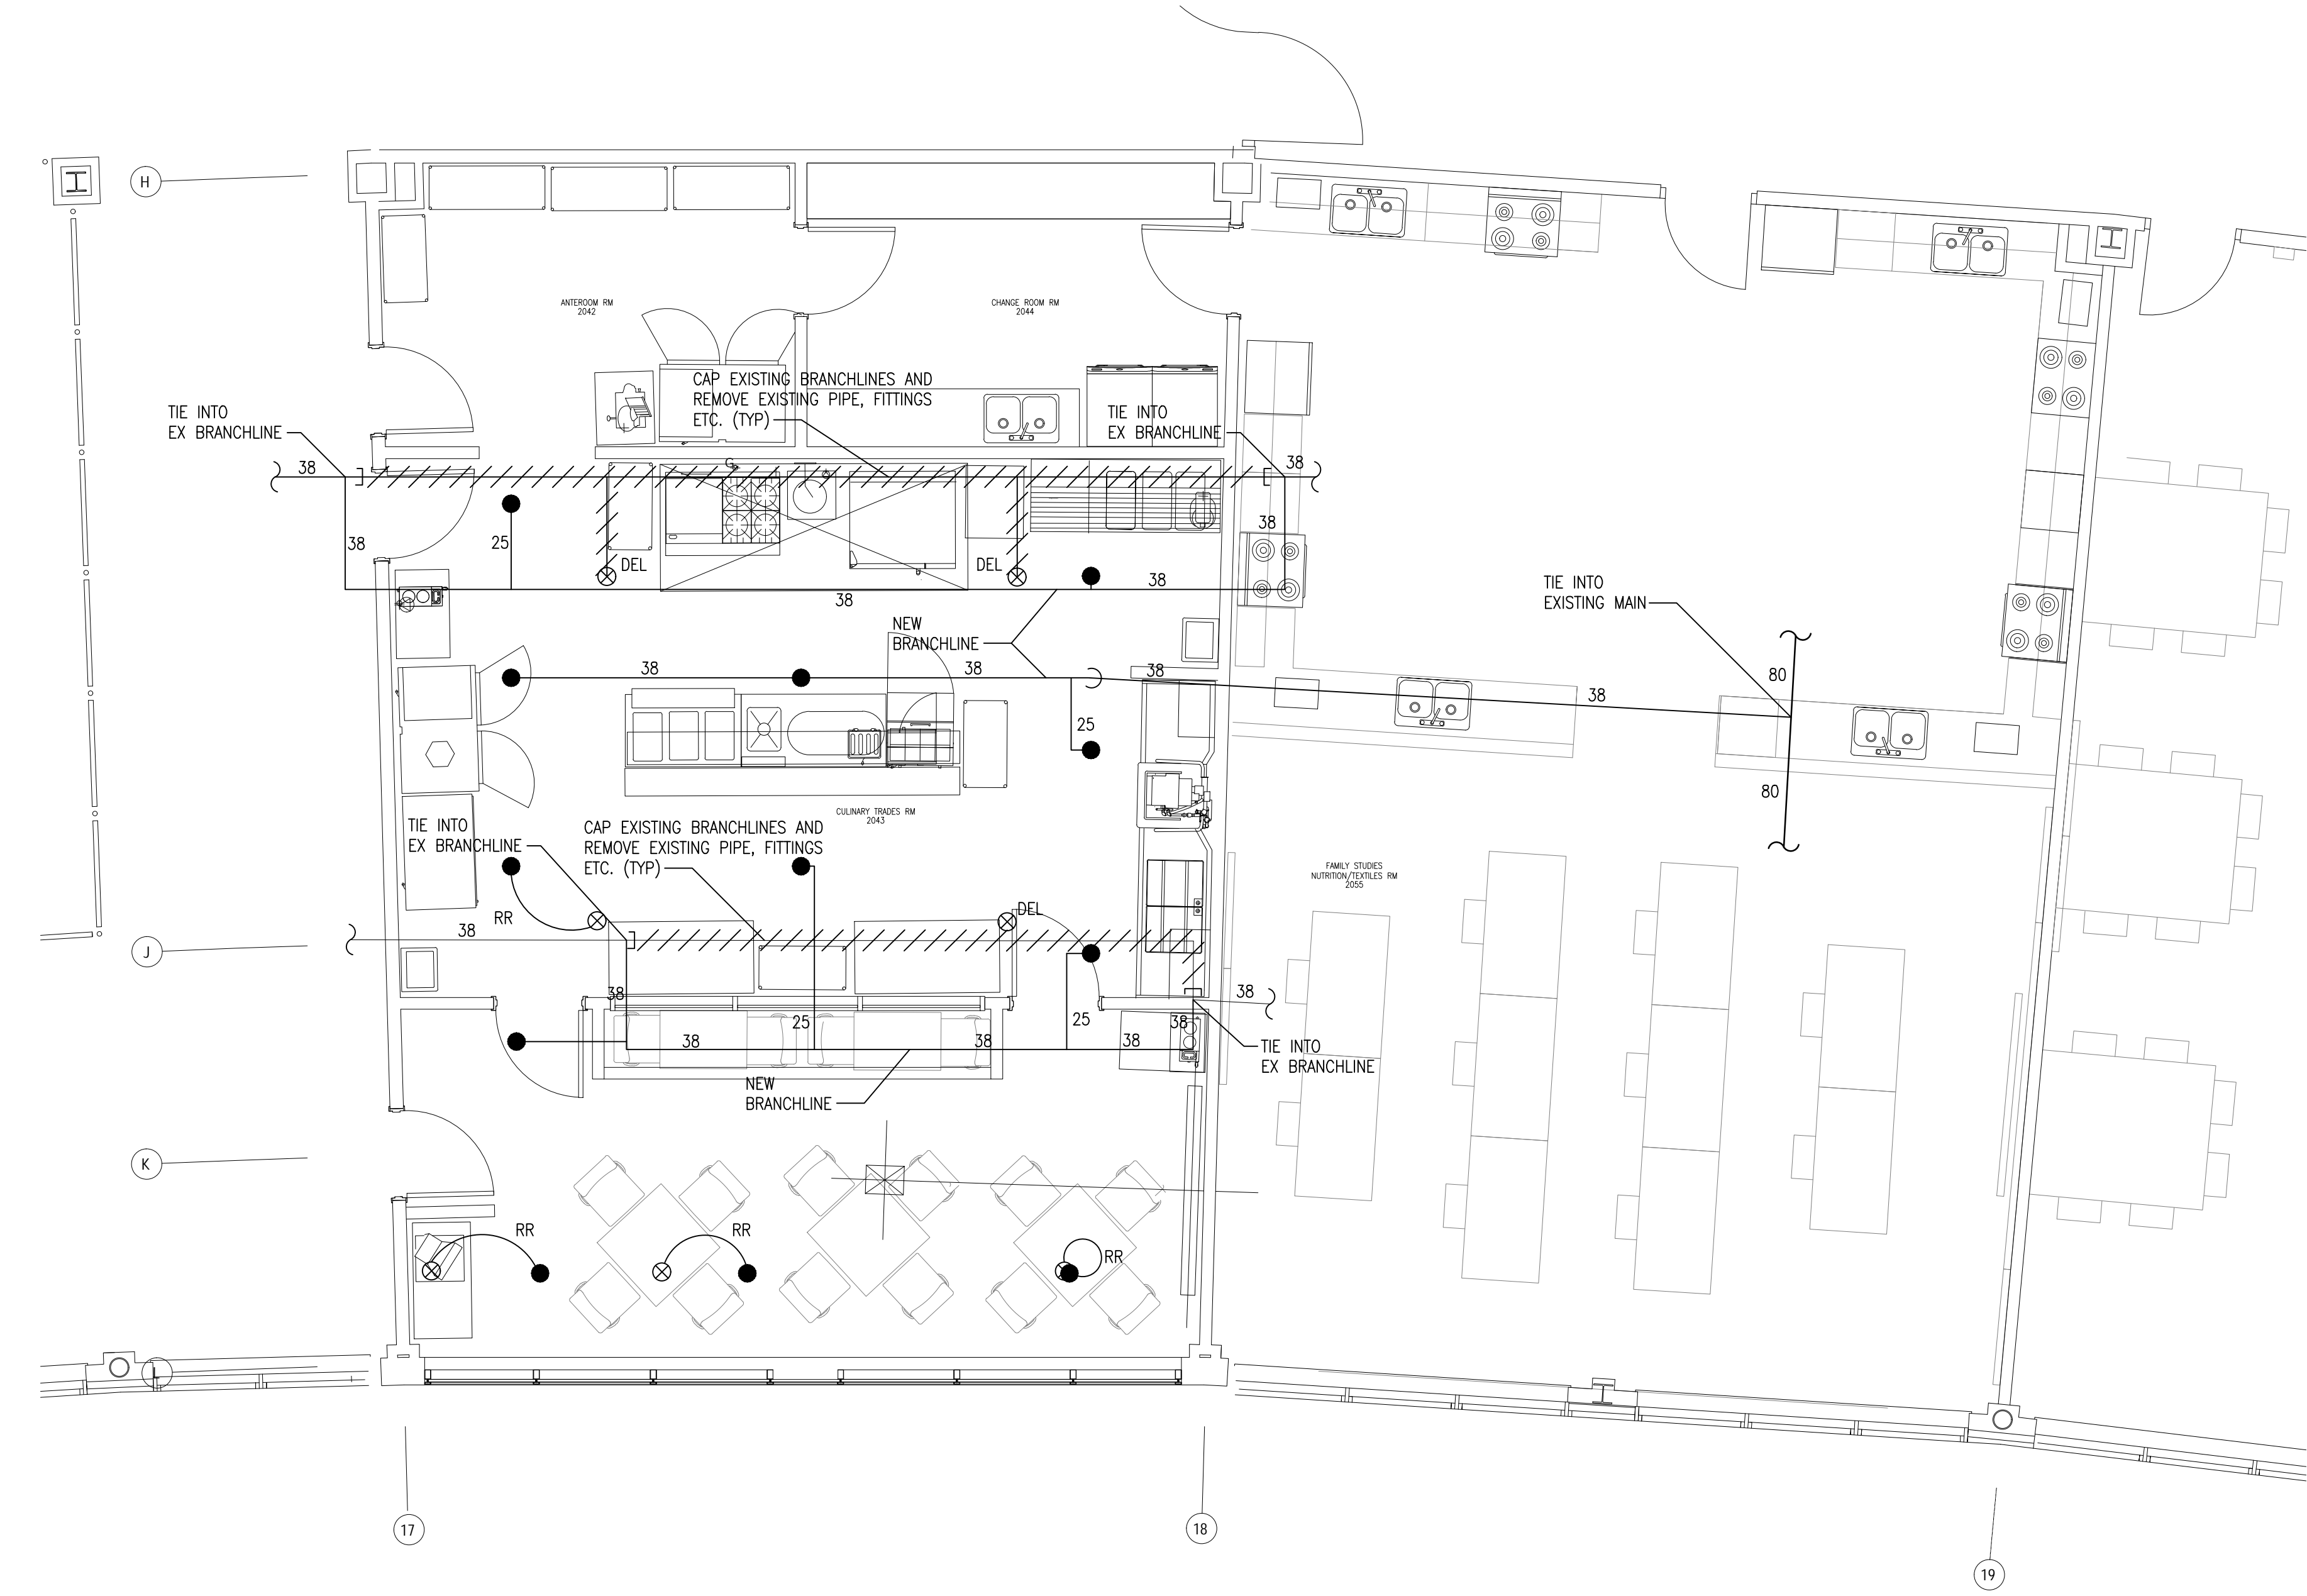 H
ANTEROOM RM
2042
CHANGE ROOM RM
2044
CAP EXISTING BRANCHLINES AND
REMOVE EXISTING PIPE, FITTINGS
ETC. (TYP)
TIE INTO
EX BRANCHLINE
TIE INTO
EX BRANCHLINE
38
G
38
38
25
38
DEL
DEL
38
38
TIE INTO
EXISTING MAIN
NEW
BRANCHLINE
38
38
38
38
80
25
80
CULINARY TRADES RM
2043
TIE INTO
EX BRANCHLINE
CAP EXISTING BRANCHLINES AND
REMOVE EXISTING PIPE, FITTINGS
ETC. (TYP)
FAMILY STUDIES
NUTRITION/TEXTILES RM
2055
RR
DEL
38
J
38
38
25
25
38
38
38
38
TIE INTO
EX BRANCHLINE
NEW
BRANCHLINE
K
RR
RR
RR
L
17
18
19